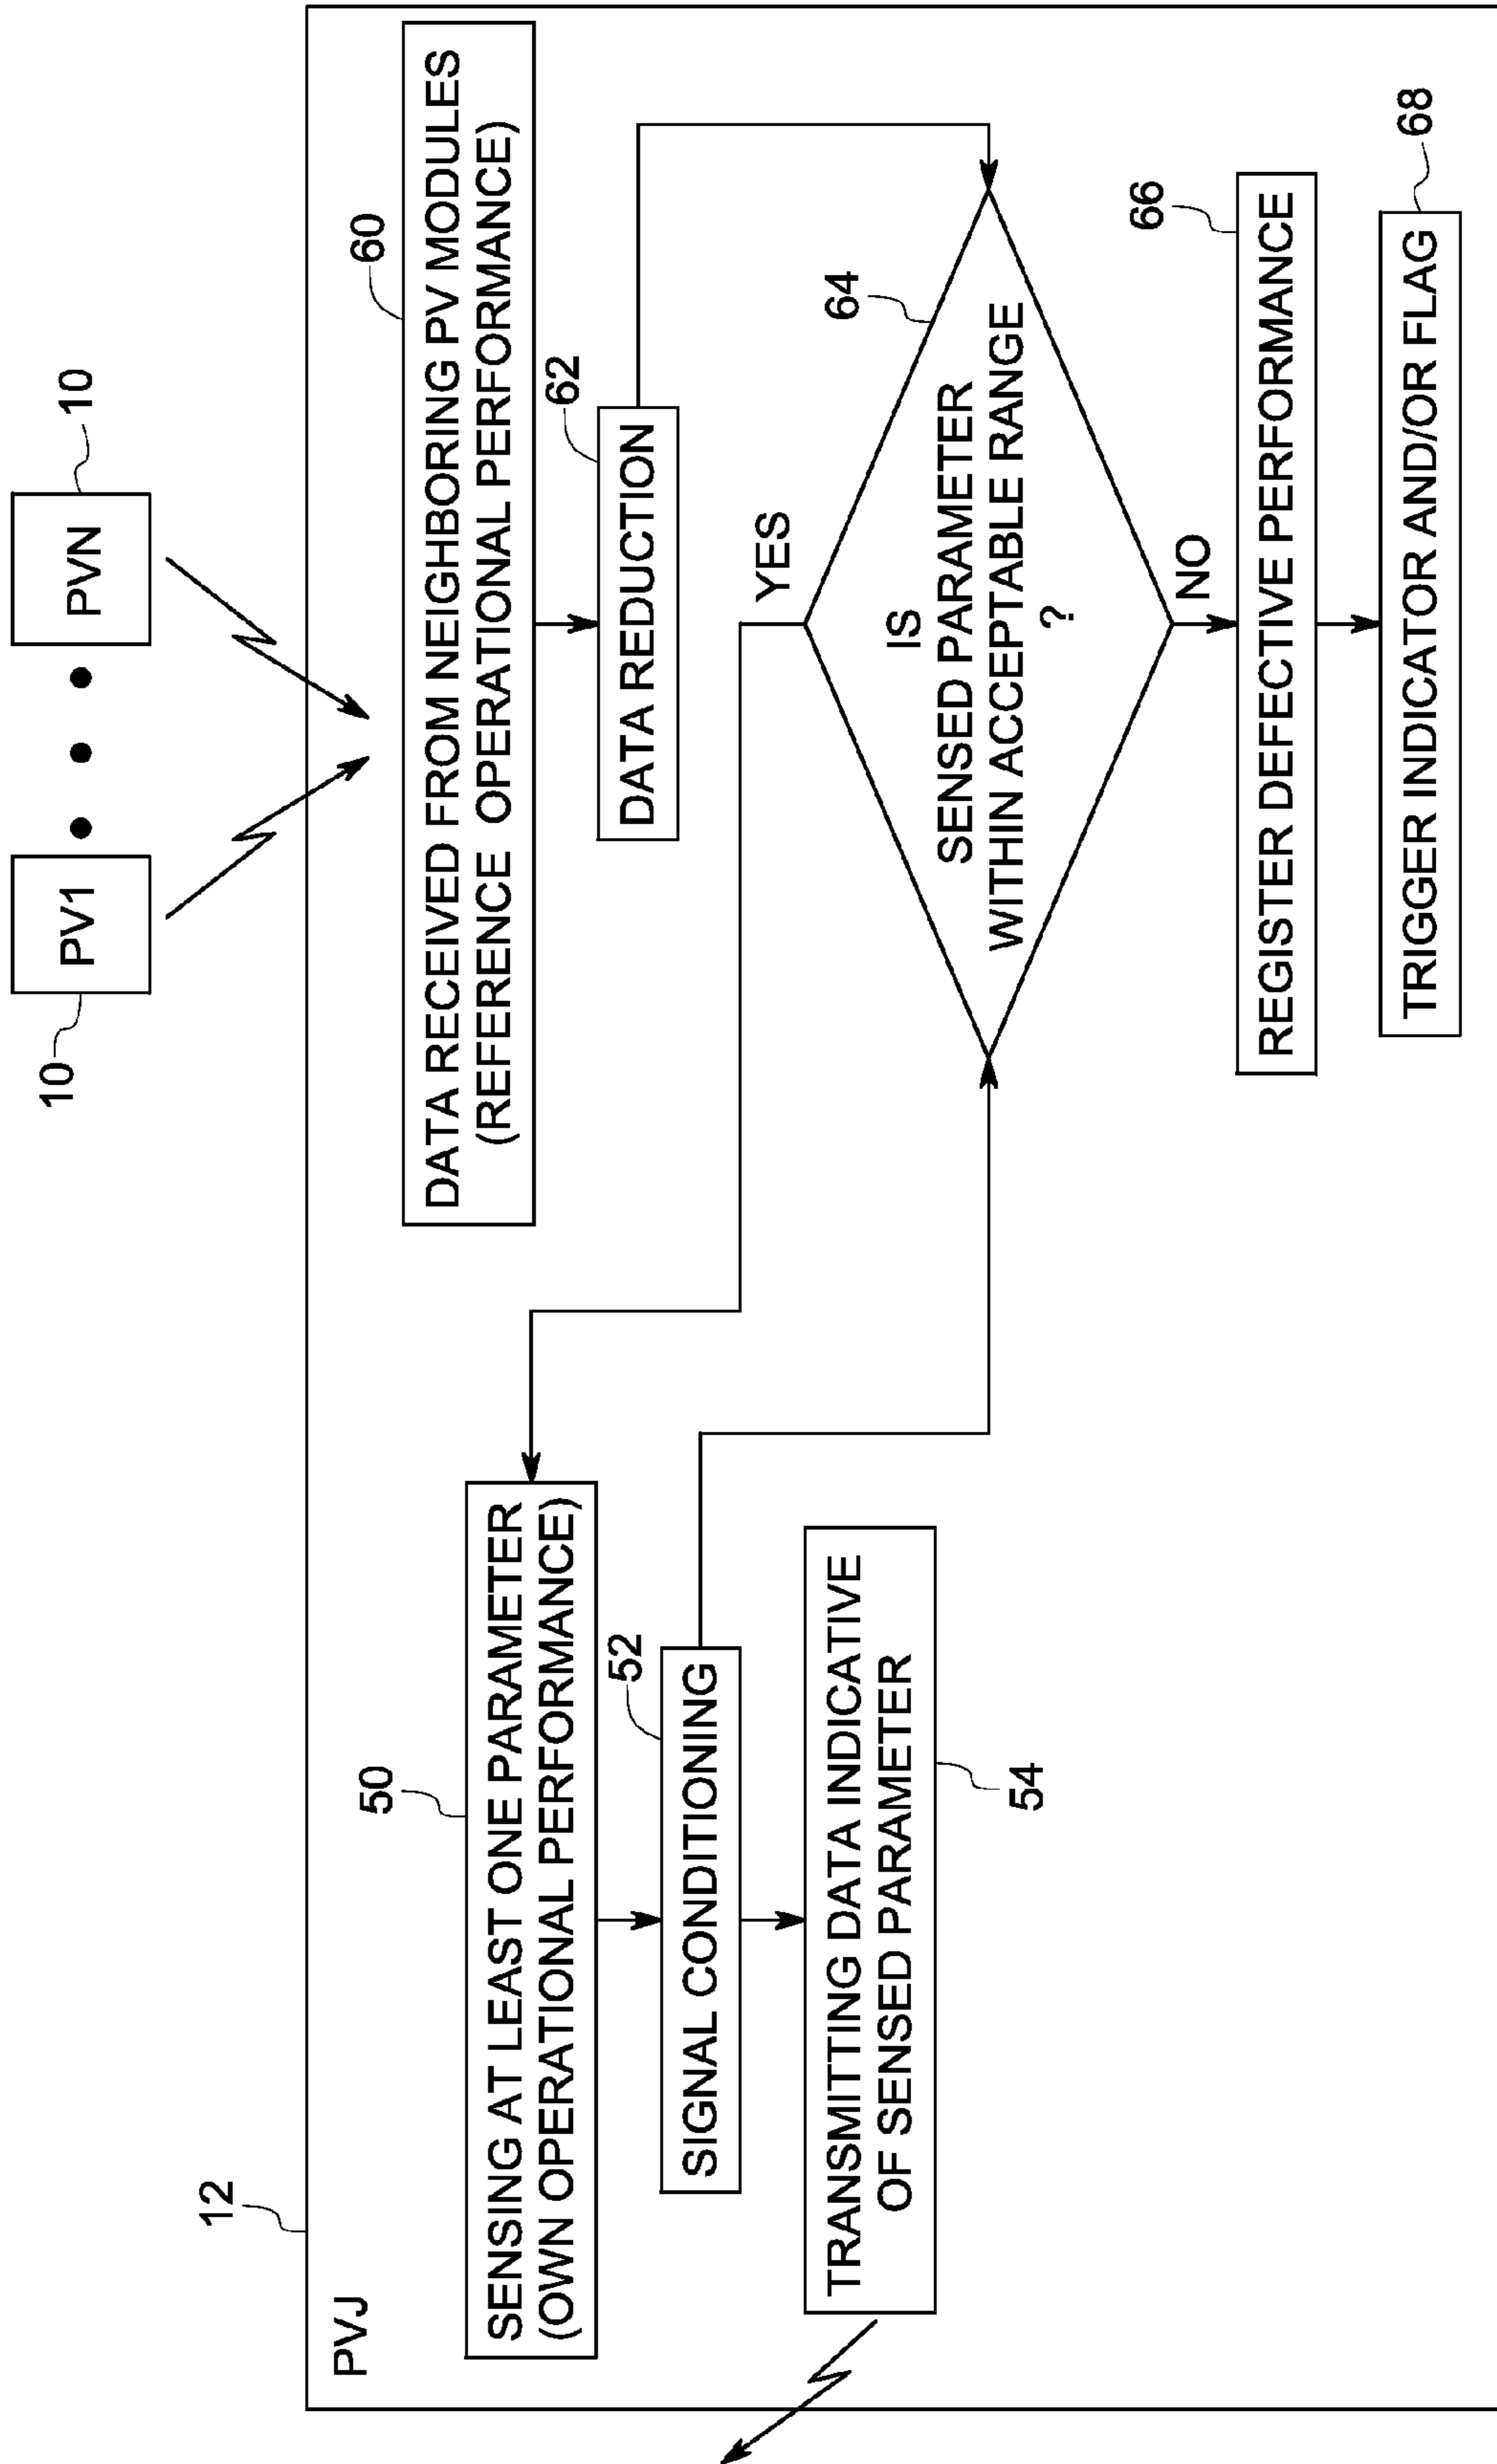 10
PV1
PVN
10
12
PVJ
50
SENSING AT LEAST ONE PARAMETER
(OWN OPERATIONAL PERFORMANCE)
52
SIGNAL CONDITIONING
TRANSMITTING DATA INDICATIVE
OF SENSED PARAMETER
54
60
DATA RECEIVED FROM NEIGHBORING PV MODULES
(REFERENCE OPERATIONAL PERFORMANCE)
62
DATA REDUCTION
YES
64
IS
SENSED PARAMETER
WITHIN ACCEPTABLE RANGE
?
NO
66
REGISTER DEFECTIVE PERFORMANCE
TRIGGER INDICATOR AND/OR FLAG
68